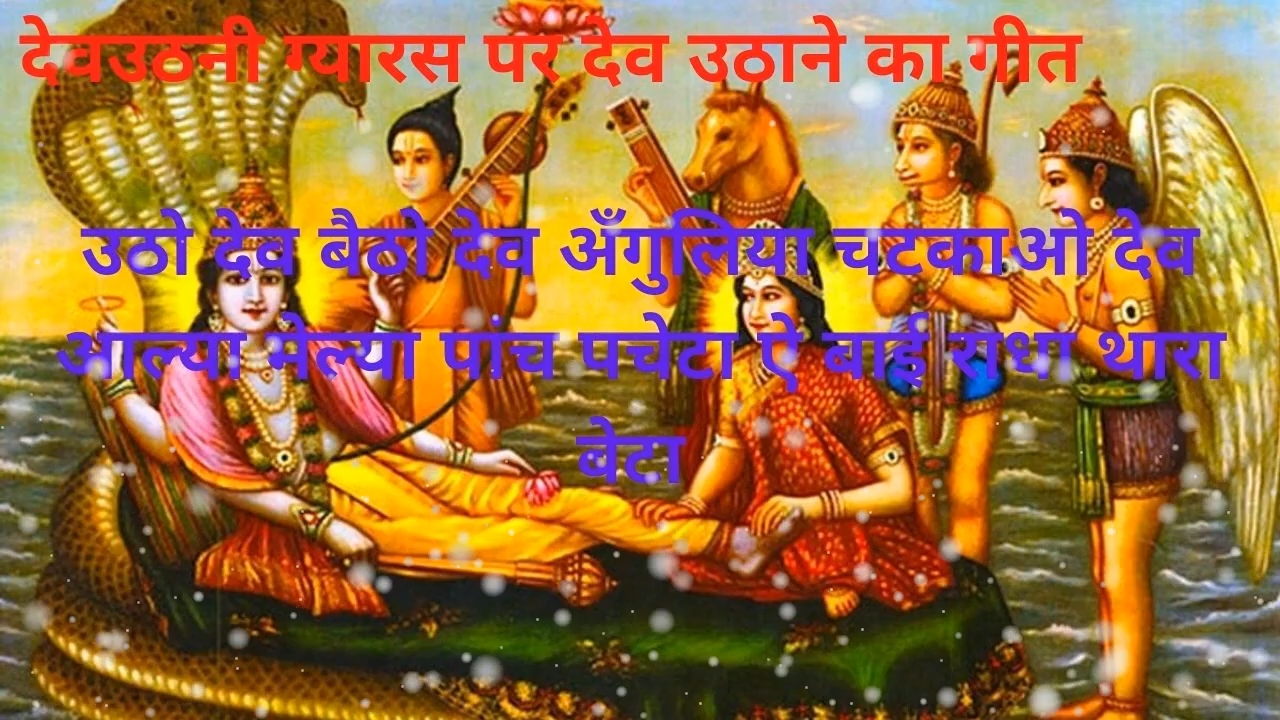 देवउठनी ग्यारस पर देव उठाने का गीत
उठो देव बैठो देव अँगुलिया चटकाओ देव
आल्या मेल्या पांच पचेटा ऐ बाई राधा थारा
बेटा